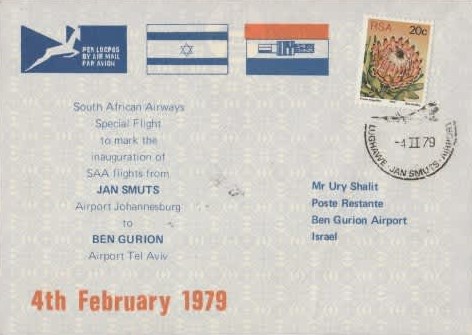 PER LUGPOS
BY AIR MAIL
PAR AVION
RSA
20c
South African Airways
Special Flight
to mark the
inauguration of
SAA flights from
JAN SMUTS
Airport Johannesburg
to
BEN GURION
Airport Tel Aviv
-4 II 79
LUGHAWE JAN SMUTS AIRPORT
Mr Ury Shalit
Poste Restante
Ben Gurion Airport
Israel
4th February 1979